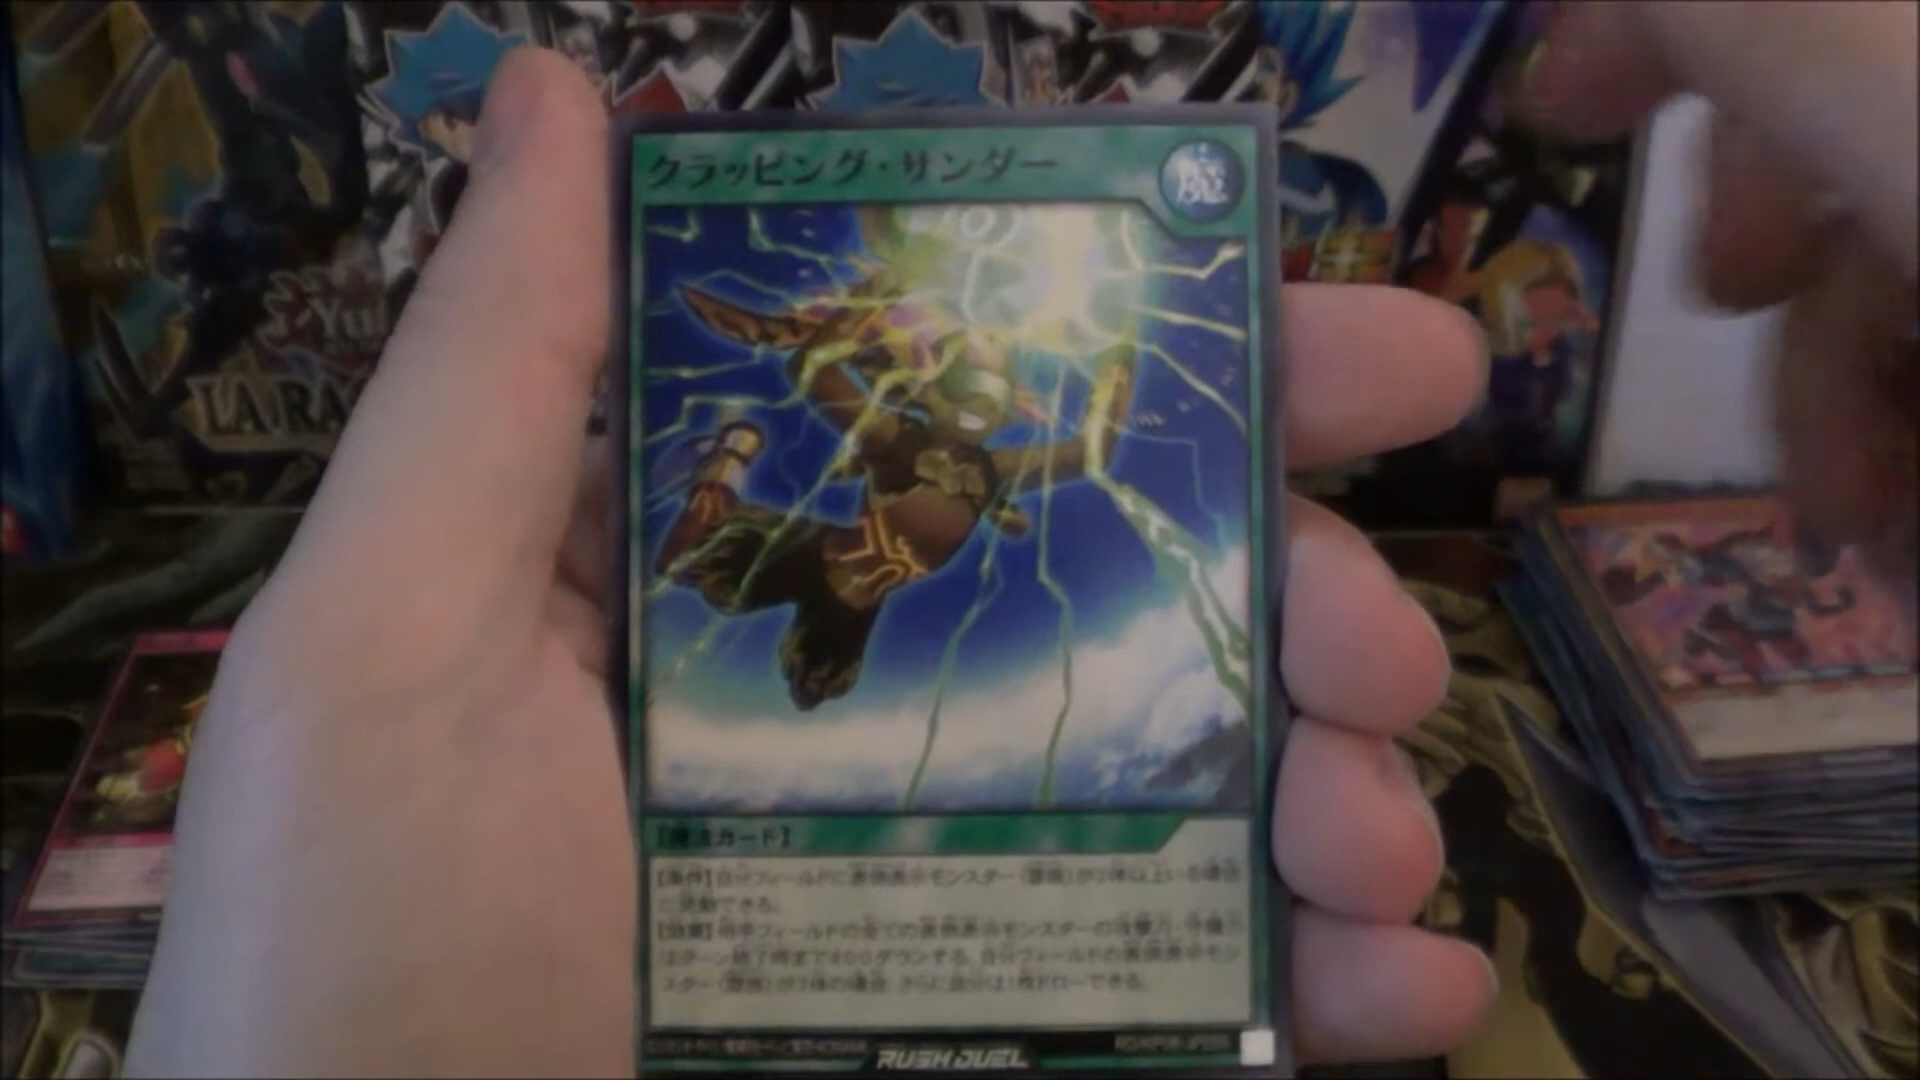 クラッピング・サンダー
魔
Yu
LA RA
【魔法カード】
【条件】自分フィールドに表側表示モンスター(雷族)が2体以上いる場合
に発動できる。
【効果】相手フィールドの全ての表側表示モンスターの攻撃力・守備力
はターン終了時まで400ダウンする。自分フィールドの表側表示モン
スター(雷族)が3体の場合、さらに自分は1枚ドローできる。
RUSH DUEL